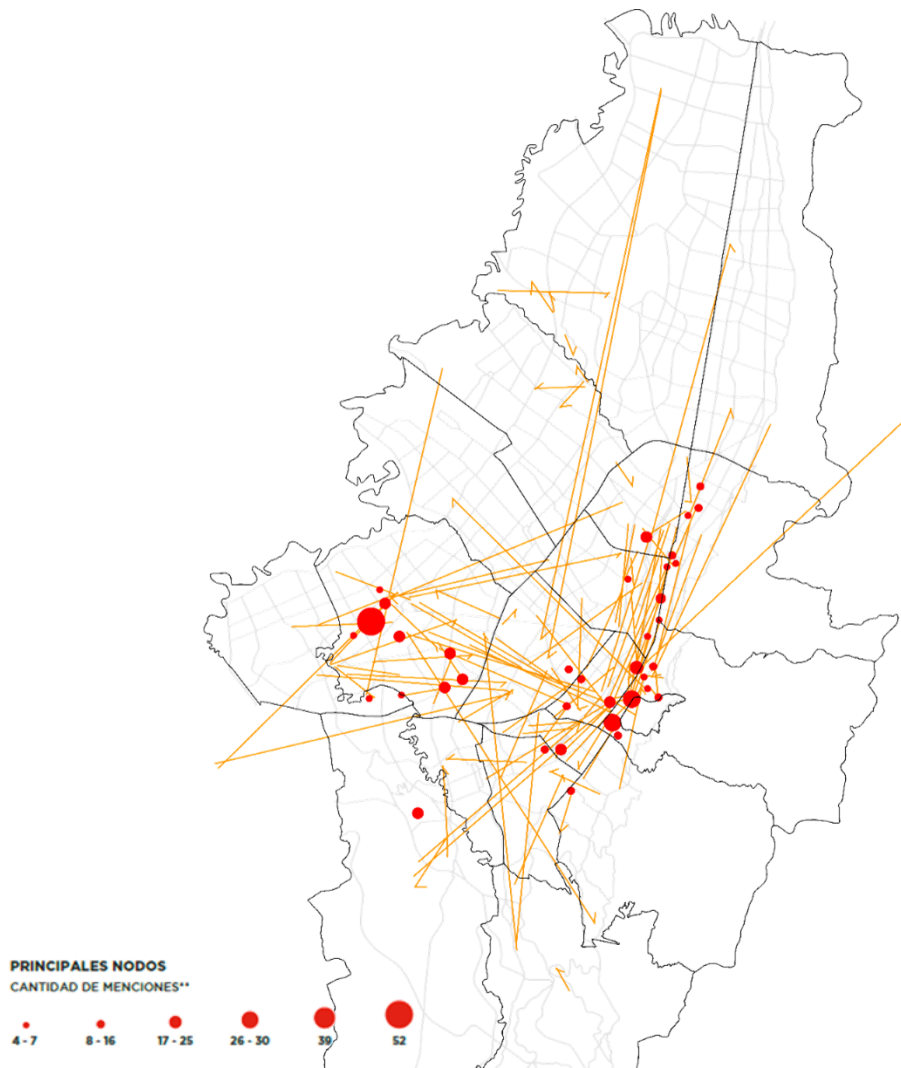 PRINCIPALES NODOS
CANTIDAD DE MENCIONES**
4 - 7 8 - 16 17 - 25 26 - 30 39 52